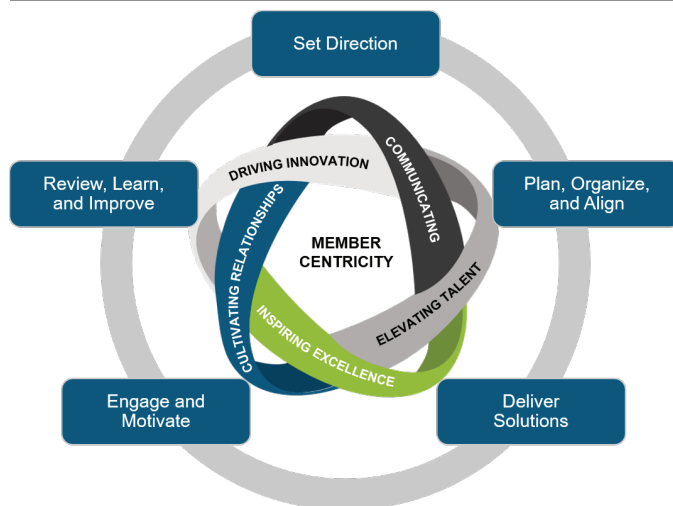 Set Direction
Review, Learn,
and Improve
Plan, Organize,
and Align
Engage and
Motivate
Deliver
Solutions
DRIVING INNOVATION
COMMUNICATING
CULTIVATING RELATIONSHIPS
MEMBER
CENTRICITY
ELEVATING TALENT
INSPIRING EXCELLENCE